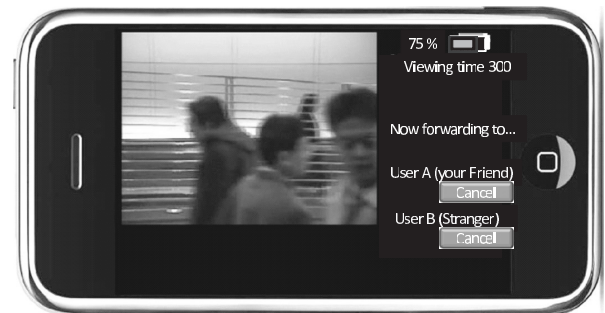 75 %
Viewing time 300
Now forwarding to...
User A (your Friend)
Cancel
User B (Stranger)
Cancel